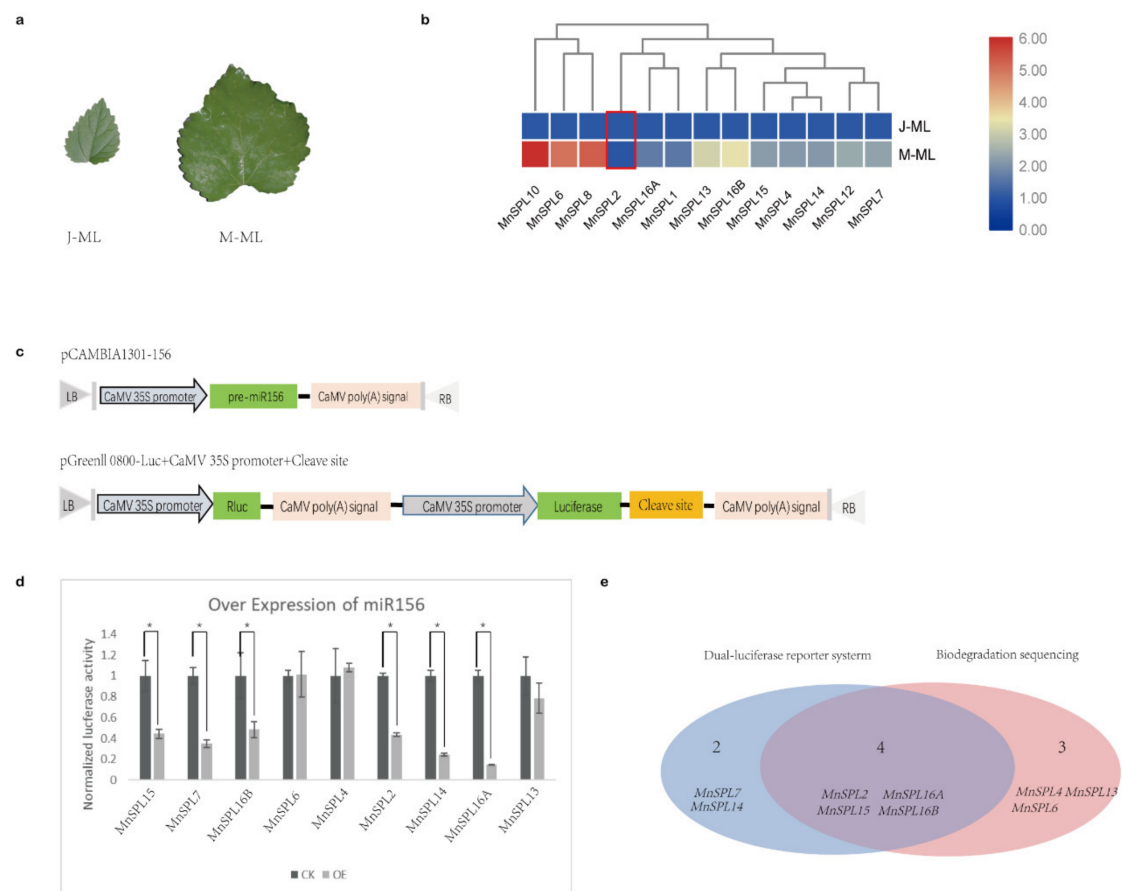 a
J-ML
M-ML
b
6.00
5.00
4.00
3.00
2.00
1.00
0.00
J-ML
M-ML
MnSPL10
MnSPL6
MnSPL8
MnSPL2
MnSPL16A
MnSPL1
MnSPL13
MnSPL16B
MnSPL15
MnSPL4
MnSPL14
MnSPL12
MnSPL7
c
pCAMBIA1301-156
LB CaMV 35S promoter pre-miR156 CaMV poly(A) signal RB
pGreenll 0800-Luc+CaMV 35S promoter+Cleave site
LB CaMV 35S promoter Rluc CaMV poly(A) signal CaMV 35S promoter Luciferase Cleave site CaMV poly(A) signal RB
d
Over Expression of miR156
Normalized luciferase activity
1.4
1.2
1
0.8
0.6
0.4
0.2
0
* * * * * *
MnSPL15
MnSPL7
MnSPL16B
MnSPL6
MnSPL4
MnSPL2
MnSPL14
MnSPL16A
MnSPL13
CK OE
e
Dual-luciferase reporter systerm
Biodegradation sequencing
2 4 3
MnSPL7
MnSPL14
MnSPL2 MnSPL16A
MnSPL15 MnSPL16B
MnSPL4 MnSPL13
MnSPL6